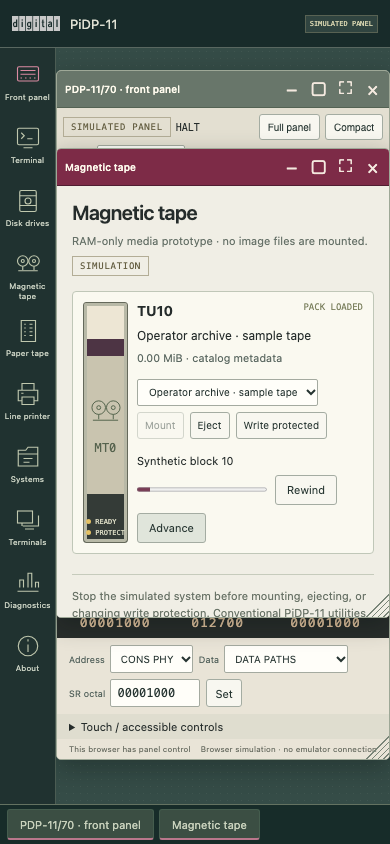 digital PiDP-11 SIMULATED PANEL
Front panel
Terminal
Disk drives
Magnetic
tape
Paper tape
Line printer
Systems
Terminals
Diagnostics
About
PDP-11/70 · front panel
SIMULATED PANEL HALT Full panel Compact
Magnetic tape
Magnetic tape
RAM-only media prototype · no image files are mounted.
SIMULATION
MT0
READY
PROTECT
TU10 PACK LOADED
Operator archive · sample tape
0.00 MiB · catalog metadata
Operator archive · sample tape
Mount Eject Write protected
Synthetic block 10
Rewind
Advance
Stop the simulated system before mounting, ejecting, or
changing write protection. Conventional PiDP-11 utilities
00001000 012700 00001000
Address CONS PHY Data DATA PATHS
SR octal 00001000 Set
▶ Touch / accessible controls
This browser has panel control Browser simulation · no emulator connection
PDP-11/70 · front panel Magnetic tape